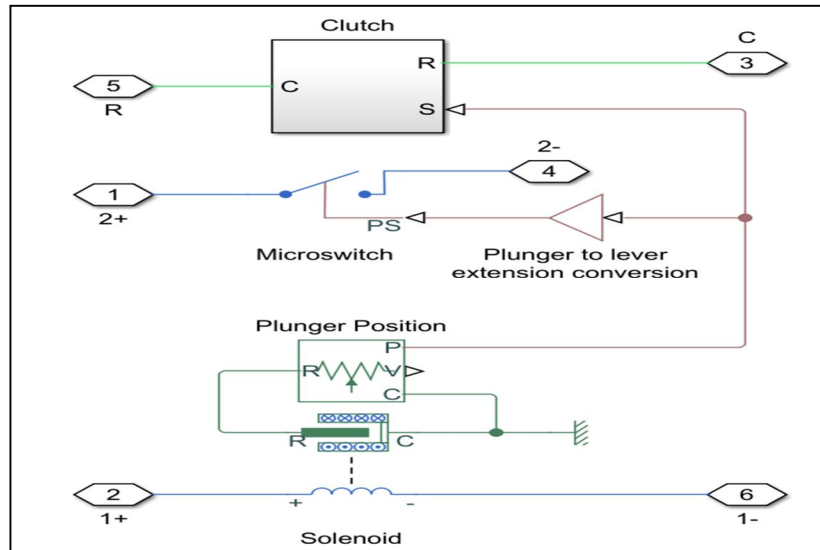 Clutch
C
5
C
R
3
R
S
2-
1
4
2+
PS
Microswitch
Plunger to lever
extension conversion
Plunger Position
P
R
V
C
R
C
2
+
-
6
1+
1-
Solenoid